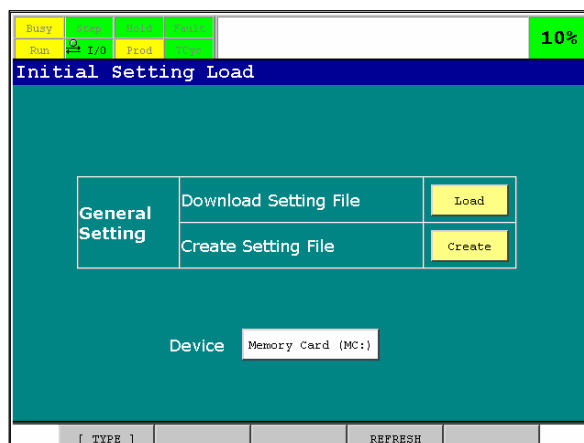 Busy Step Hold Fault
Run I/O Prod TCyc
10%
Initial Setting Load
General Setting
Download Setting File
Load
Create Setting File
Create
Device
Memory Card (MC:)
[ TYPE ]
REFRESH